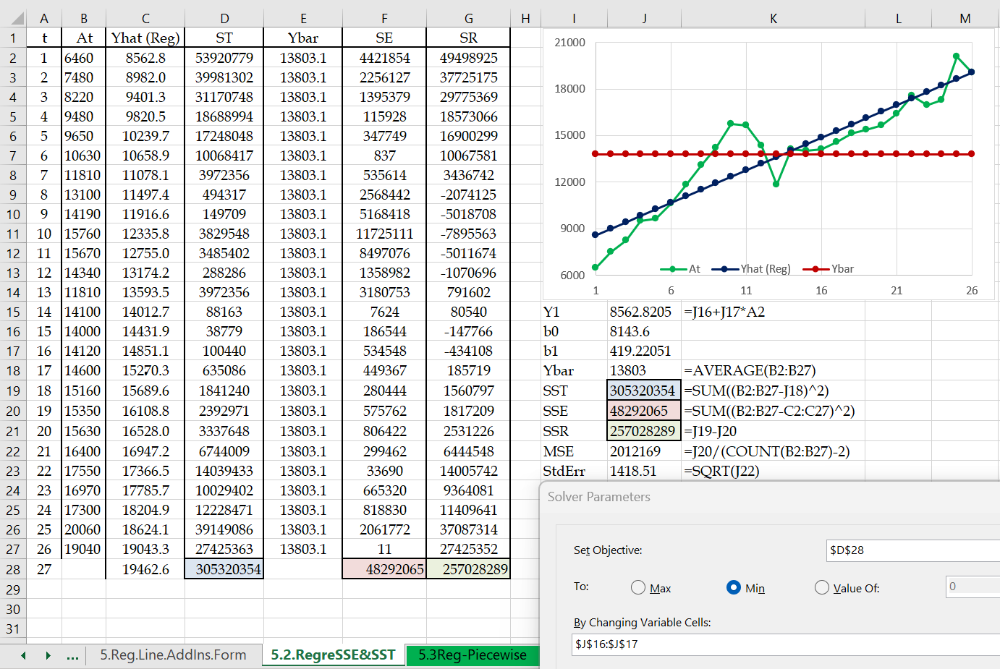 A B C D E F G H I J K L M
1 t At Yhat (Reg) ST Ybar SE SR
2 1 6460 8562.8 53920779 13803.1 4421854 49498925
3 2 7480 8982.0 39981302 13803.1 2256127 37725175
4 3 8220 9401.3 31170748 13803.1 1395379 29775369
5 4 9480 9820.5 18688994 13803.1 115928 18573066
6 5 9650 10239.7 17248048 13803.1 347749 16900299
7 6 10630 10658.9 10068417 13803.1 837 10067581
8 7 11810 11078.1 3972356 13803.1 535614 3436742
9 8 13100 11497.4 494317 13803.1 2568442 -2074125
10 9 14190 11916.6 149709 13803.1 5168418 -5018708
11 10 15760 12335.8 3829548 13803.1 11725111 -7895563
12 11 15670 12755.0 3485402 13803.1 8497076 -5011674
13 12 14340 13174.2 288286 13803.1 1358982 -1070696
14 13 11810 13593.5 3972356 13803.1 3180753 791602
21000
18000
15000
12000
9000
6000
At Yhat (Reg) Ybar
1 6 11 16 21 26
15 14 14100 14012.7 88163 13803.1 7624 80540 Y1 8562.8205 =J16+J17*A2
16 15 14000 14431.9 38779 13803.1 186544 -147766 b0 8143.6
17 16 14120 14851.1 100440 13803.1 534548 -434108 b1 419.22051
18 17 14600 15270.3 635086 13803.1 449367 185719 Ybar 13803 =AVERAGE(B2:B27)
19 18 15160 15689.6 1841240 13803.1 280444 1560797 SST 305320354 =SUM((B2:B27-J18)^2)
20 19 15350 16108.8 2392971 13803.1 575762 1817209 SSE 48292065 =SUM((B2:B27-C2:C27)^2)
21 20 15630 16528.0 3337648 13803.1 806422 2531226 SSR 257028289 =J19-J20
22 21 16400 16947.2 6744009 13803.1 299462 6444548 MSE 2012169 =J20/(COUNT(B2:B27)-2)
23 22 17550 17366.5 14039433 13803.1 33690 14005742 StdErr 1418.51 =SQRT(J22)
24 23 16970 17785.7 10029402 13803.1 665320 9364081
25 24 17300 18204.9 12228471 13803.1 818830 11409641
26 25 20060 18624.1 39149086 13803.1 2061772 37087314
27 26 19040 19043.3 27425363 13803.1 11 27425352
28 27 19462.6 305320354 48292065 257028289
29
30
31
Solver Parameters
Set Objective: $D$28
To: Max Min Value Of: 0
By Changing Variable Cells:
$J$16:$J$17
... 5.Reg.Line.AddIns.Form 5.2.RegreSSE&SST 5.3Reg-Piecewise